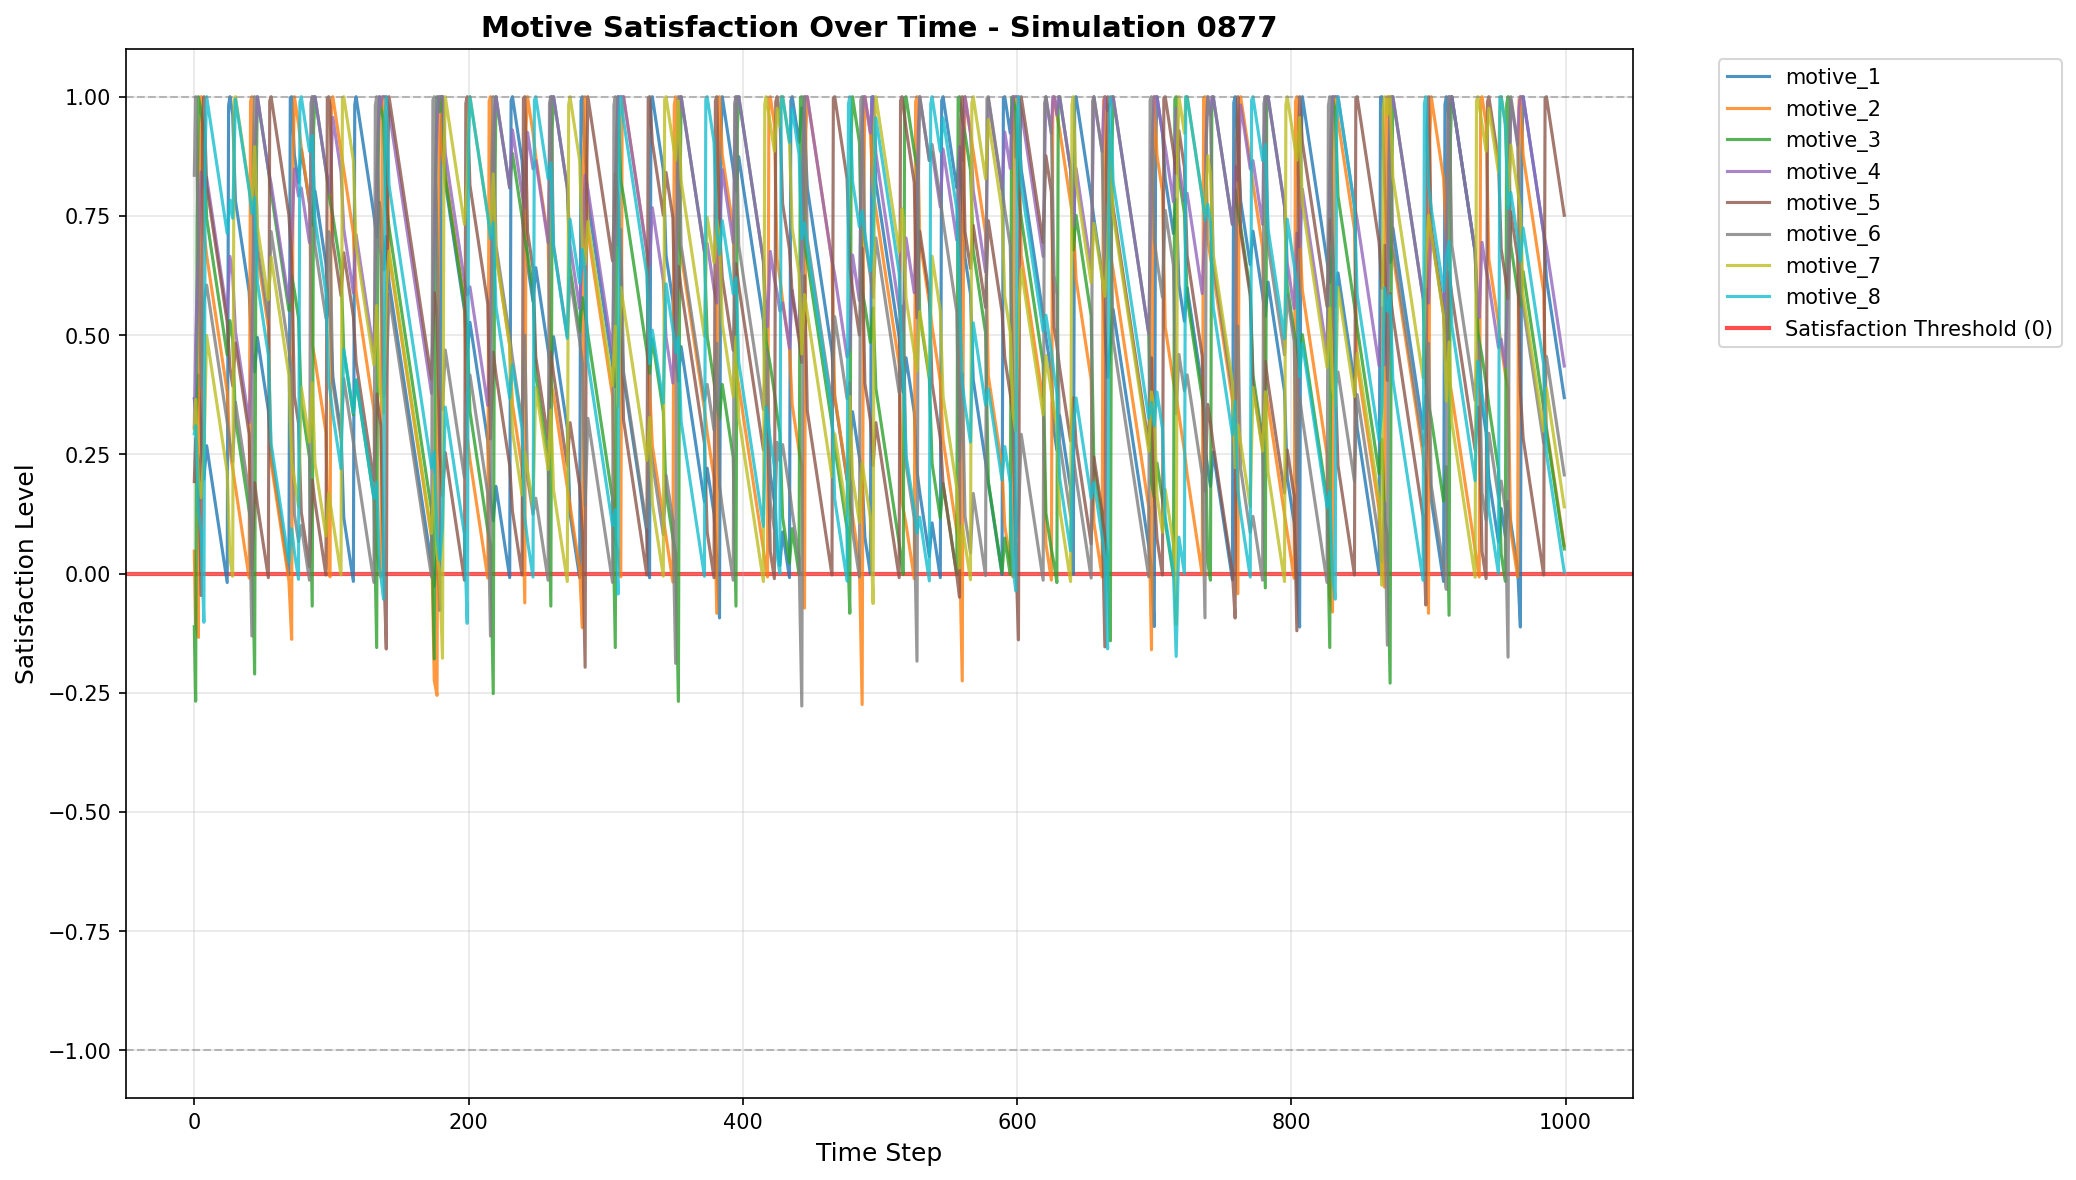 Motive Satisfaction Over Time - Simulation 0877
motive_1
motive_2
motive_3
motive_4
motive_5
motive_6
motive_7
motive_8
Satisfaction Threshold (0)
Satisfaction Level
1.00
0.75
0.50
0.25
0.00
−0.25
−0.50
−0.75
−1.00
0 200 400 600 800 1000
Time Step